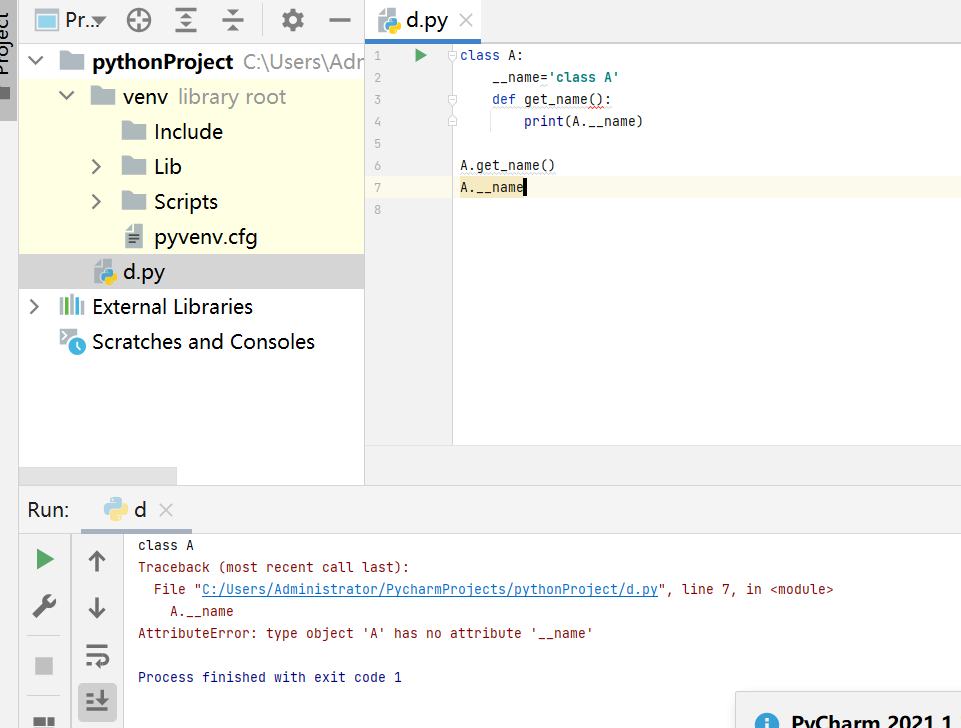 Project
Pr...
d.py
pythonProject C:\Users\Adr
venv library root
Include
Lib
Scripts
pyvenv.cfg
d.py
External Libraries
Scratches and Consoles
1 class A:
2 __name='class A'
3 def get_name():
4 print(A.__name)
5
6 A.get_name()
7 A.__name
8
Run: d
class A
Traceback (most recent call last):
File "C:/Users/Administrator/PycharmProjects/pythonProject/d.py", line 7, in <module>
A.__name
AttributeError: type object 'A' has no attribute '__name'
Process finished with exit code 1
PyCharm 2021.1